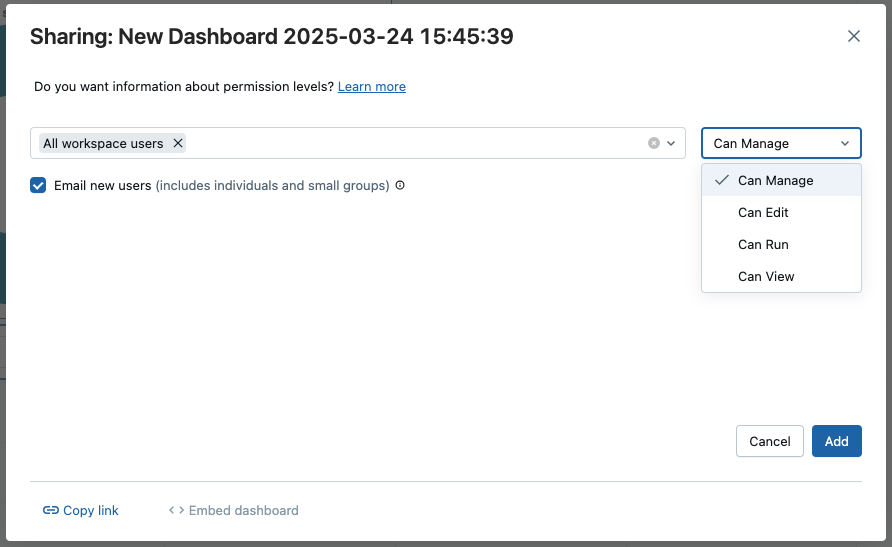 Sharing: New Dashboard 2025-03-24 15:45:39
Do you want information about permission levels? Learn more
All workspace users
Can Manage
Email new users (includes individuals and small groups)
Can Manage
Can Edit
Can Run
Can View
Cancel
Add
Copy link
Embed dashboard